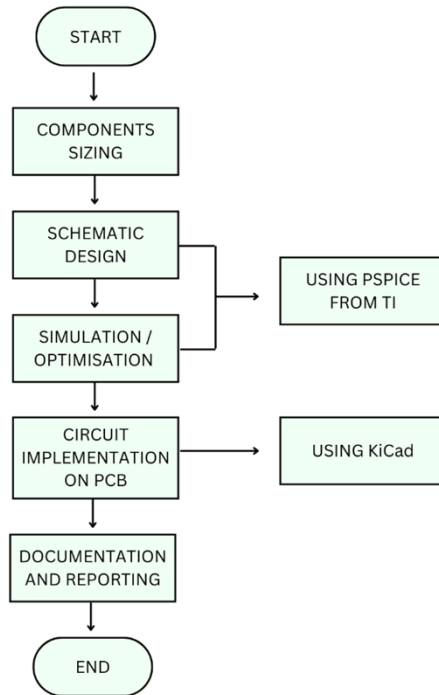 START
COMPONENTS
SIZING
SCHEMATIC
DESIGN
USING PSPICE
FROM TI
SIMULATION /
OPTIMISATION
CIRCUIT
IMPLEMENTATION
ON PCB
USING KiCad
DOCUMENTATION
AND REPORTING
END